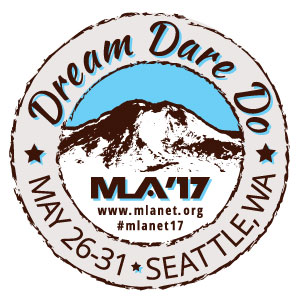 Dream Dare Do
MLA'17
www.mlanet.org
#mlanet17
MAY 26-31 ★ SEATTLE, WA